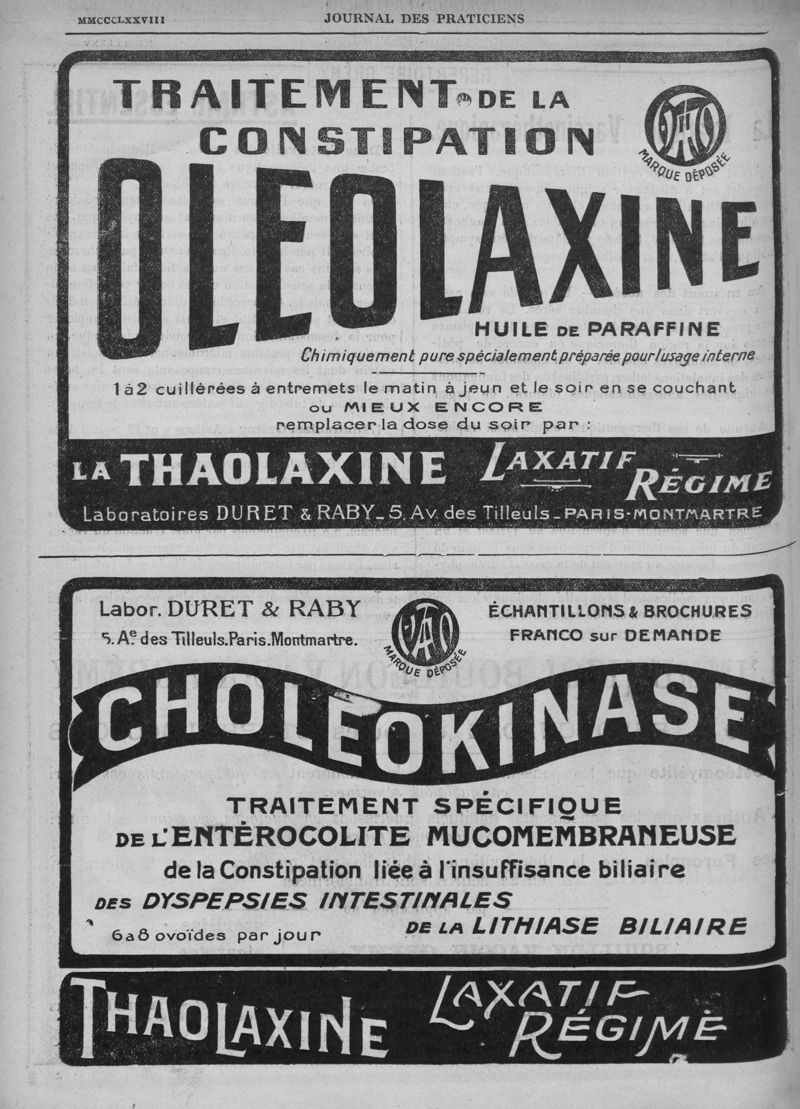 MMCCCLXXVIII JOURNAL DES PRATICIENS
TRAITEMENT DE LA
CONSTIPATION
MARQUE DÉPOSÉE
OLEOLAXINE
HUILE DE PARAFFINE
Chimiquement pure spécialement préparée pour l'usage interne
1 à 2 cuillérées à entremets le matin à jeun et le soir en se couchant
OU MIEUX ENCORE
remplacer la dose du soir par :
LA THAOLAXINE LAXATIF
RÉGIME
Laboratoires DURET & RABY_5, Av. des Tilleuls_PARIS-MONTMARTRE
Labor. DURET & RABY
5. Ae. des Tilleuls. Paris. Montmartre.
MARQUE DÉPOSÉE
ÉCHANTILLONS & BROCHURES
FRANCO sur DEMANDE
CHOLÉOKINASE
TRAITEMENT SPÉCIFIQUE
DE L'ENTÉROCOLITE MUCOMEMBRANEUSE
de la Constipation liée à l'insuffisance biliaire
DES DYSPEPSIES INTESTINALES
DE LA LITHIASE BILIAIRE
6 a 8 ovoïdes par jour
THAOLAXINE LAXATIF
RÉGIME